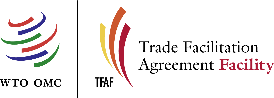 WTO OMC
TFAF
Trade Facilitation
Agreement Facility